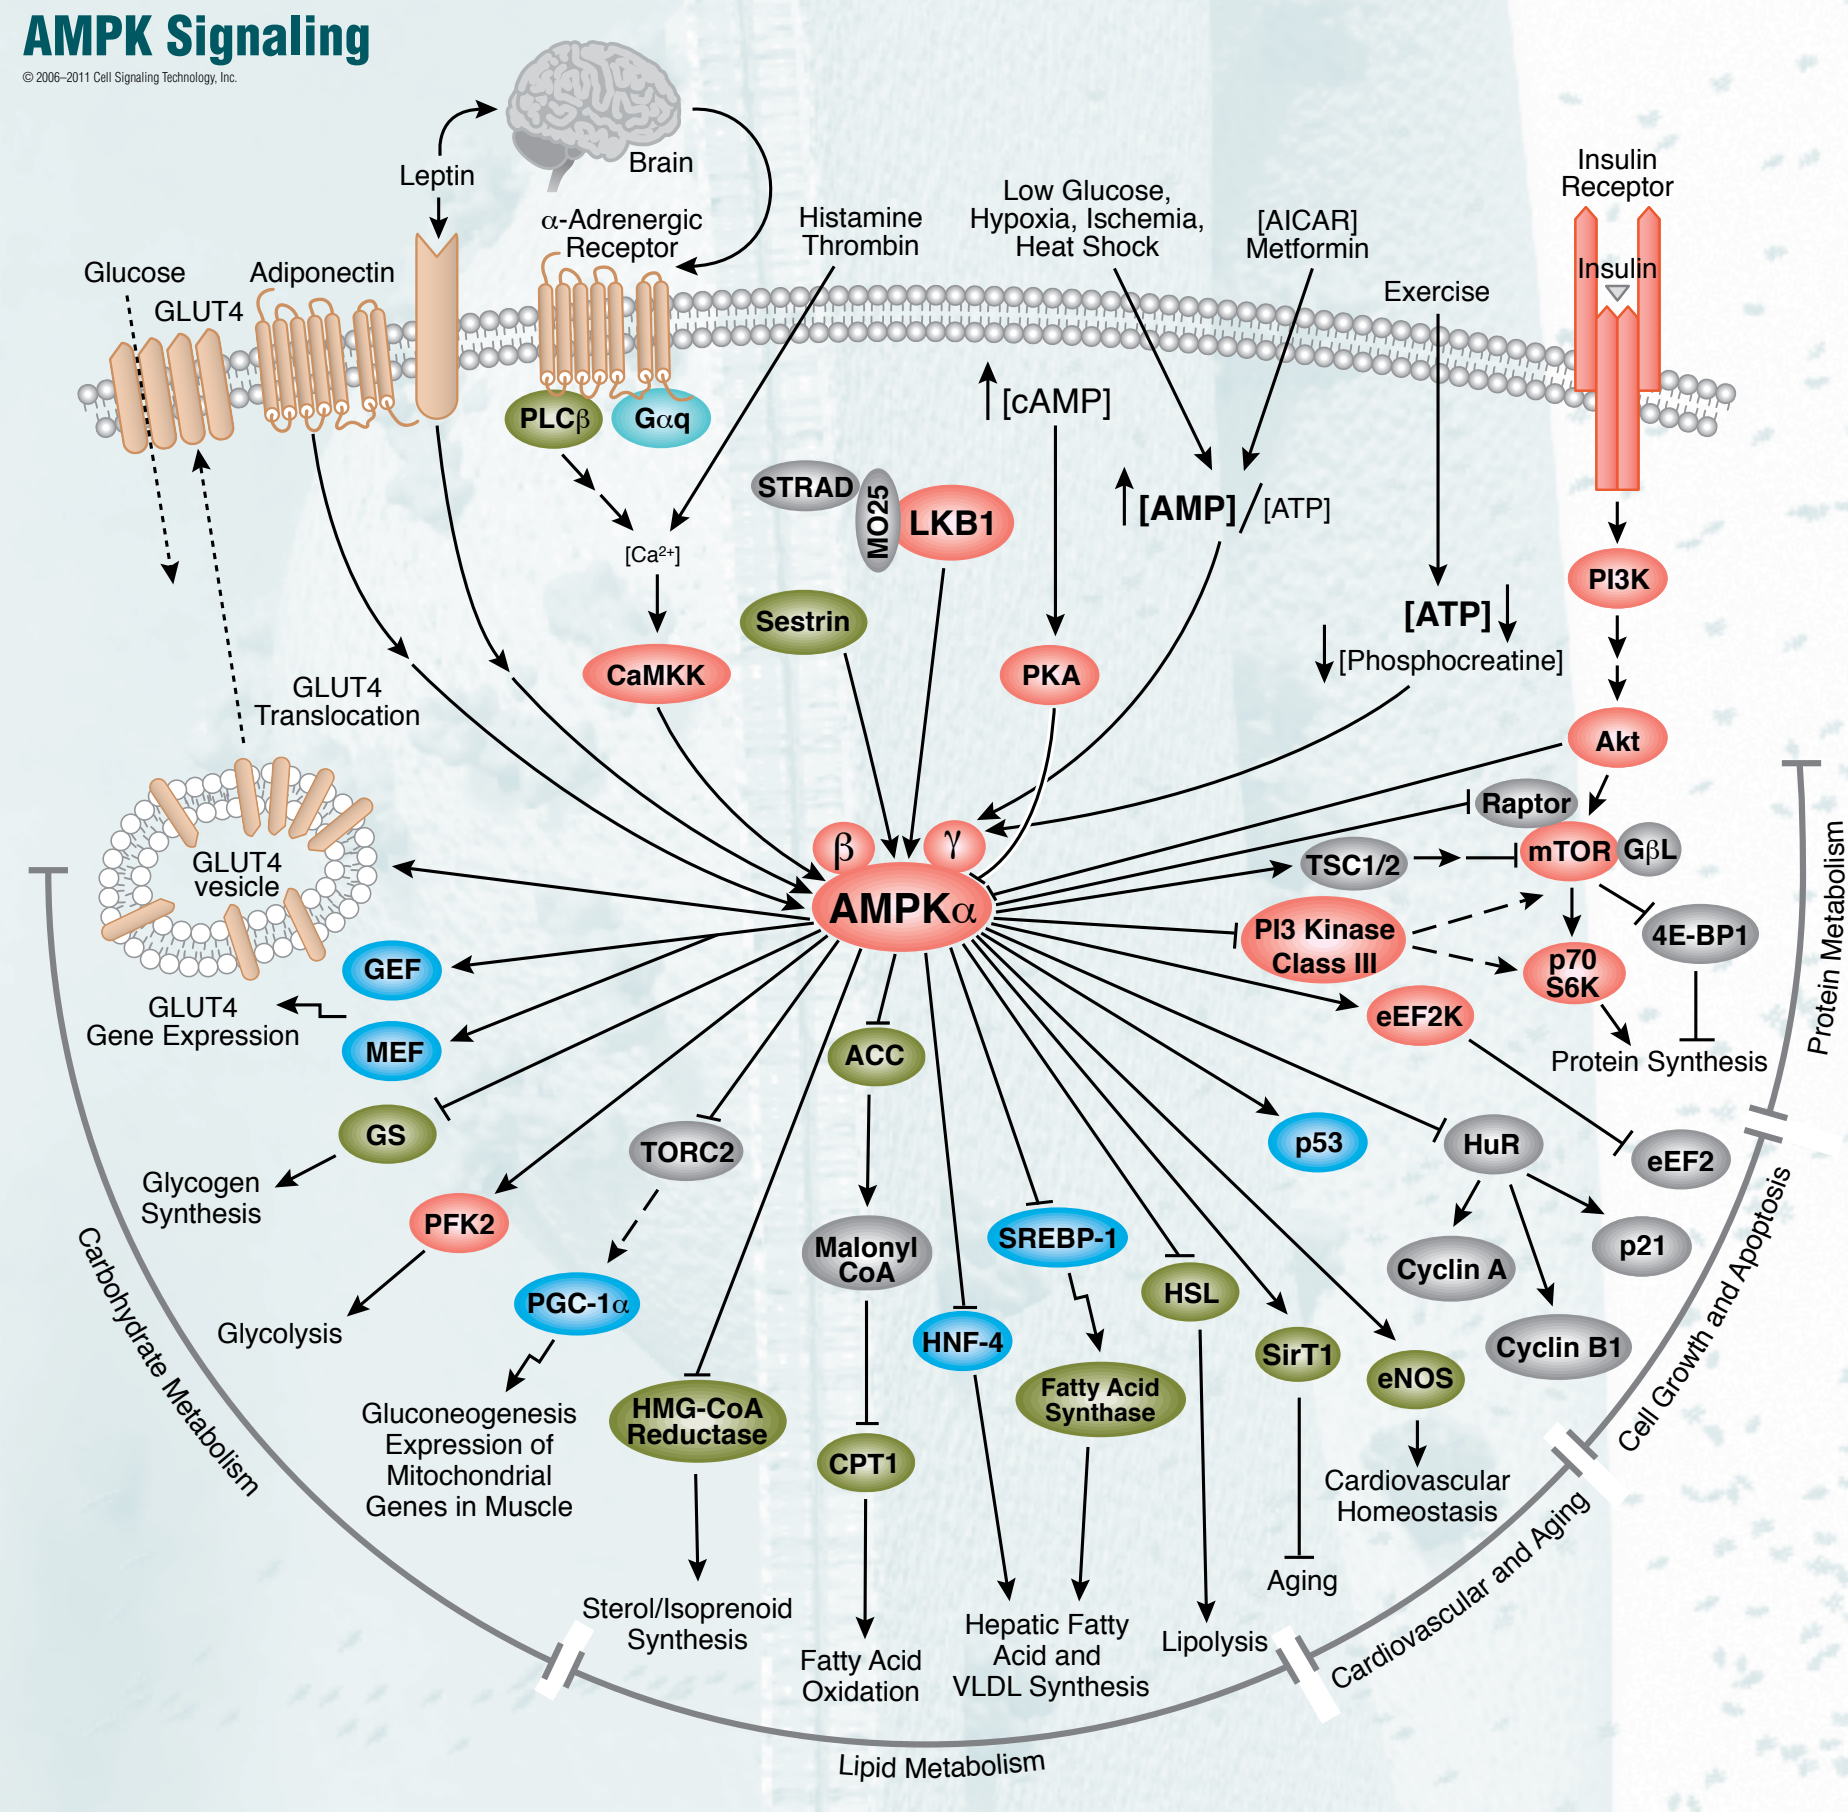 AMPK Signaling
© 2006–2011 Cell Signaling Technology, Inc.
Brain
Leptin
α-Adrenergic
Receptor
Histamine
Thrombin
Low Glucose,
Hypoxia, Ischemia,
Heat Shock
[AICAR]
Metformin
Insulin
Receptor
Insulin
Glucose
GLUT4
Adiponectin
Exercise
PLCβ
Gαq
[cAMP]
STRAD
MO25
LKB1
[AMP]
[ATP]
[Ca²⁺]
PI3K
Sestrin
[ATP]
[Phosphocreatine]
CaMKK
PKA
GLUT4
Translocation
Akt
Raptor
β
γ
TSC1/2
mTOR
GβL
GLUT4
vesicle
AMPKα
PI3 Kinase
Class III
4E-BP1
p70
S6K
GEF
GLUT4
Gene Expression
eEF2K
MEF
ACC
Protein Synthesis
GS
TORC2
p53
HuR
eEF2
Glycogen
Synthesis
PFK2
Malonyl
CoA
SREBP-1
p21
Cyclin A
PGC-1α
HSL
Glycolysis
HNF-4
SirT1
Cyclin B1
eNOS
Gluconeogenesis
Expression of
Mitochondrial
Genes in Muscle
HMG-CoA
Reductase
Fatty Acid
Synthase
CPT1
Cardiovascular
Homeostasis
Aging
Sterol/Isoprenoid
Synthesis
Fatty Acid
Oxidation
Hepatic Fatty
Acid and
VLDL Synthesis
Lipolysis
Carbohydrate Metabolism
Lipid Metabolism
Cardiovascular and Aging
Cell Growth and Apoptosis
Protein Metabolism